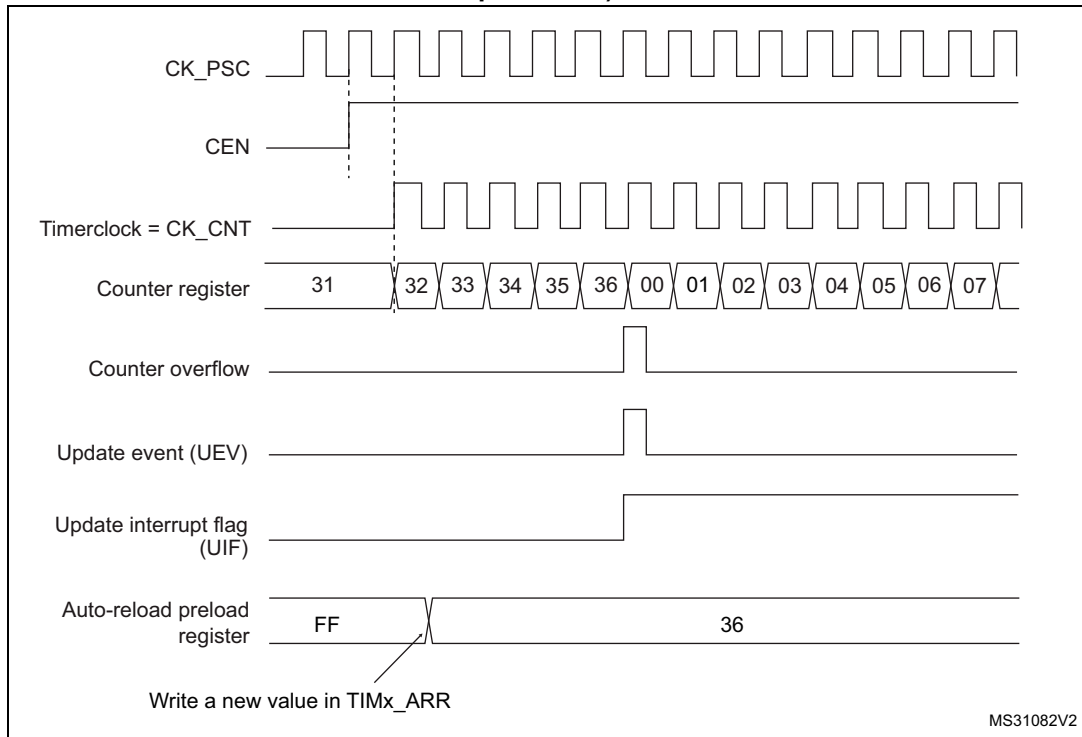 CK_PSC
CEN
Timerclock = CK_CNT
Counter register 31 32 33 34 35 36 00 01 02 03 04 05 06 07
Counter overflow
Update event (UEV)
Update interrupt flag
(UIF)
Auto-reload preload
register
FF 36
Write a new value in TIMx_ARR
MS31082V2